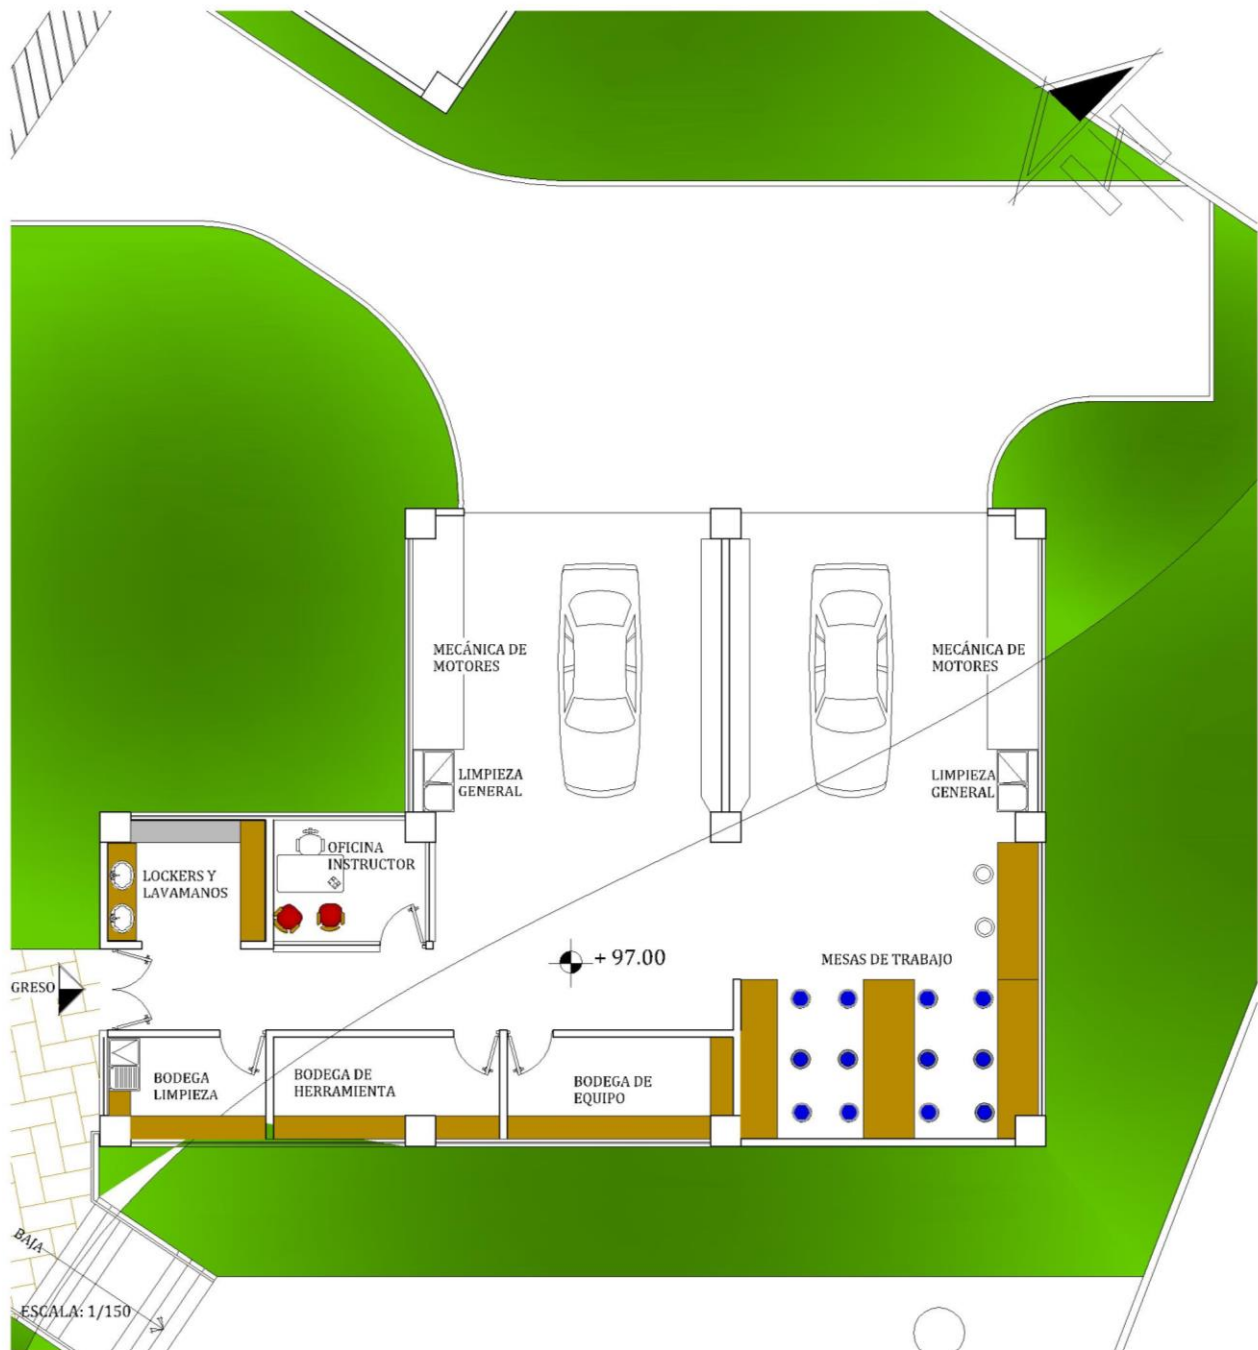 MECÁNICA DE
MOTORES
MECÁNICA DE
MOTORES
LIMPIEZA
GENERAL
LIMPIEZA
GENERAL
OFICINA
INSTRUCTOR
LOCKERS Y
LAVAMANOS
+ 97.00
MESAS DE TRABAJO
GRESO
BODEGA
LIMPIEZA
BODEGA DE
HERRAMIENTA
BODEGA DE
EQUIPO
BAJA
ESCALA: 1/150
N